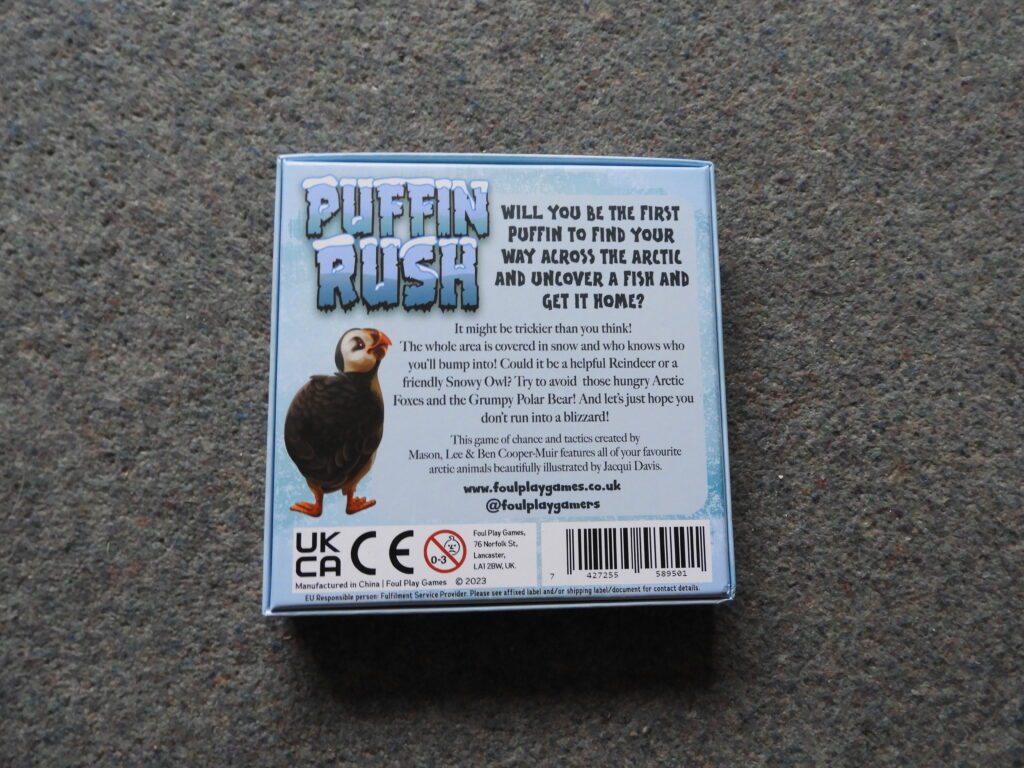 PUFFIN
RUSH
WILL YOU BE THE FIRST
PUFFIN TO FIND YOUR
WAY ACROSS THE ARCTIC
AND UNCOVER A FISH AND
GET IT HOME?
It might be trickier than you think!
The whole area is covered in snow and who knows who
you'll bump into! Could it be a helpful Reindeer or a
friendly Snowy Owl? Try to avoid those hungry Arctic
Foxes and the Grumpy Polar Bear! And let's just hope you
don't run into a blizzard!
This game of chance and tactics created by
Mason, Lee & Ben Cooper-Muir features all of your favourite
arctic animals beautifully illustrated by Jacqui Davis.
www.foulplaygames.co.uk
@foulplaygamers
UK
CA
CE
0-3
Foul Play Games,
76 Norfolk St,
Lancaster,
LA1 2BW, UK.
Manufactured in China | Foul Play Games © 2023
7 427255 589501
EU Responsible person: Fulfilment Service Provider. Please see affixed label and/or shipping label/document for contact details.